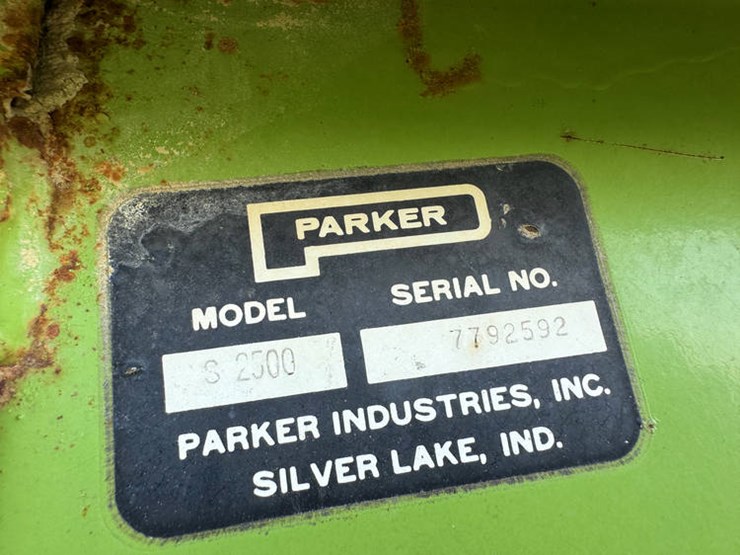 PARKER
MODEL
SERIAL NO.
S 2500
7792592
PARKER INDUSTRIES, INC.
SILVER LAKE, IND.